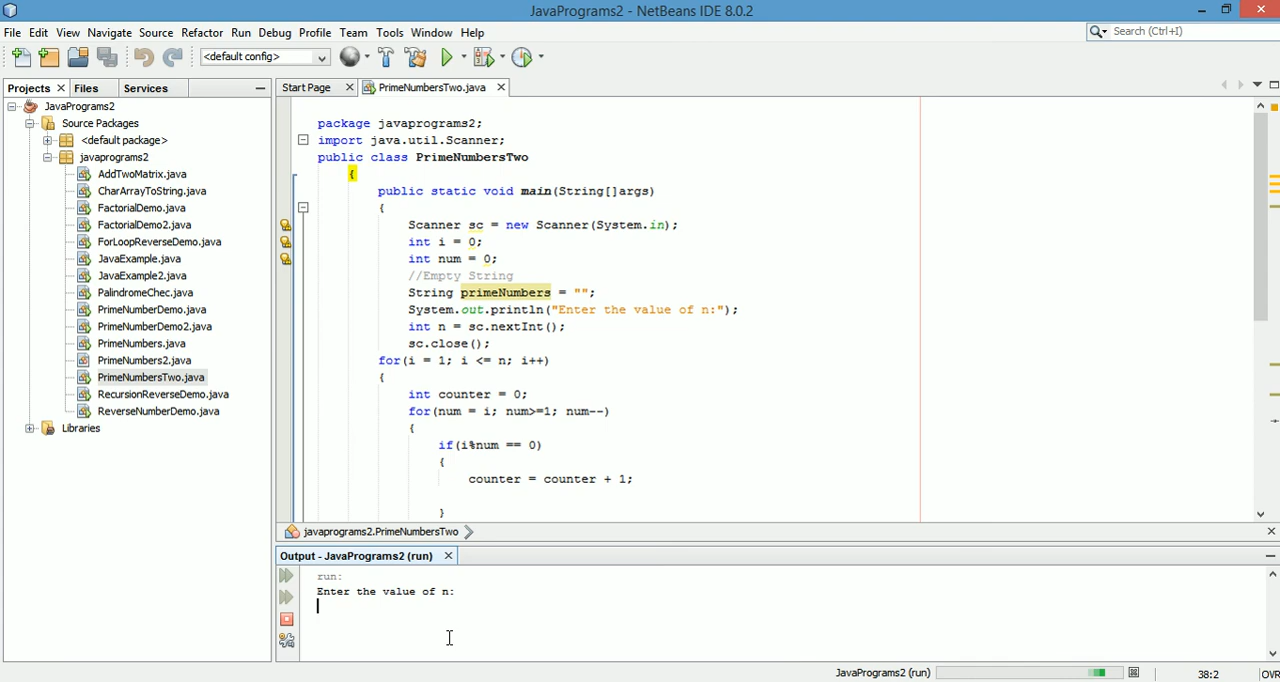 JavaPrograms2 - NetBeans IDE 8.0.2
File Edit View Navigate Source Refactor Run Debug Profile Team Tools Window Help
Search (Ctrl+I)
<default config>
Projects Files Services
Start Page PrimeNumbersTwo.java
JavaPrograms2
Source Packages
<default package>
javaprograms2
AddTwoMatrix.java
CharArrayToString.java
FactorialDemo.java
FactorialDemo2.java
ForLoopReverseDemo.java
JavaExample.java
JavaExample2.java
PalindromeChec.java
PrimeNumberDemo.java
PrimeNumberDemo2.java
PrimeNumbers.java
PrimeNumbers2.java
PrimeNumbersTwo.java
RecursionReverseDemo.java
ReverseNumberDemo.java
Libraries
package javaprograms2;
import java.util.Scanner;
public class PrimeNumbersTwo
{
public static void main(String[]args)
{
Scanner sc = new Scanner(System.in);
int i = 0;
int num = 0;
//Empty String
String primeNumbers = "";
System.out.println("Enter the value of n:");
int n = sc.nextInt();
sc.close();
for(i = 1; i <= n; i++)
{
int counter = 0;
for(num = i; num>=1; num--)
{
if(i%num == 0)
{
counter = counter + 1;
}
javaprograms2.PrimeNumbersTwo
Output - JavaPrograms2 (run)
run:
Enter the value of n:
JavaPrograms2 (run)
38:2
OVR